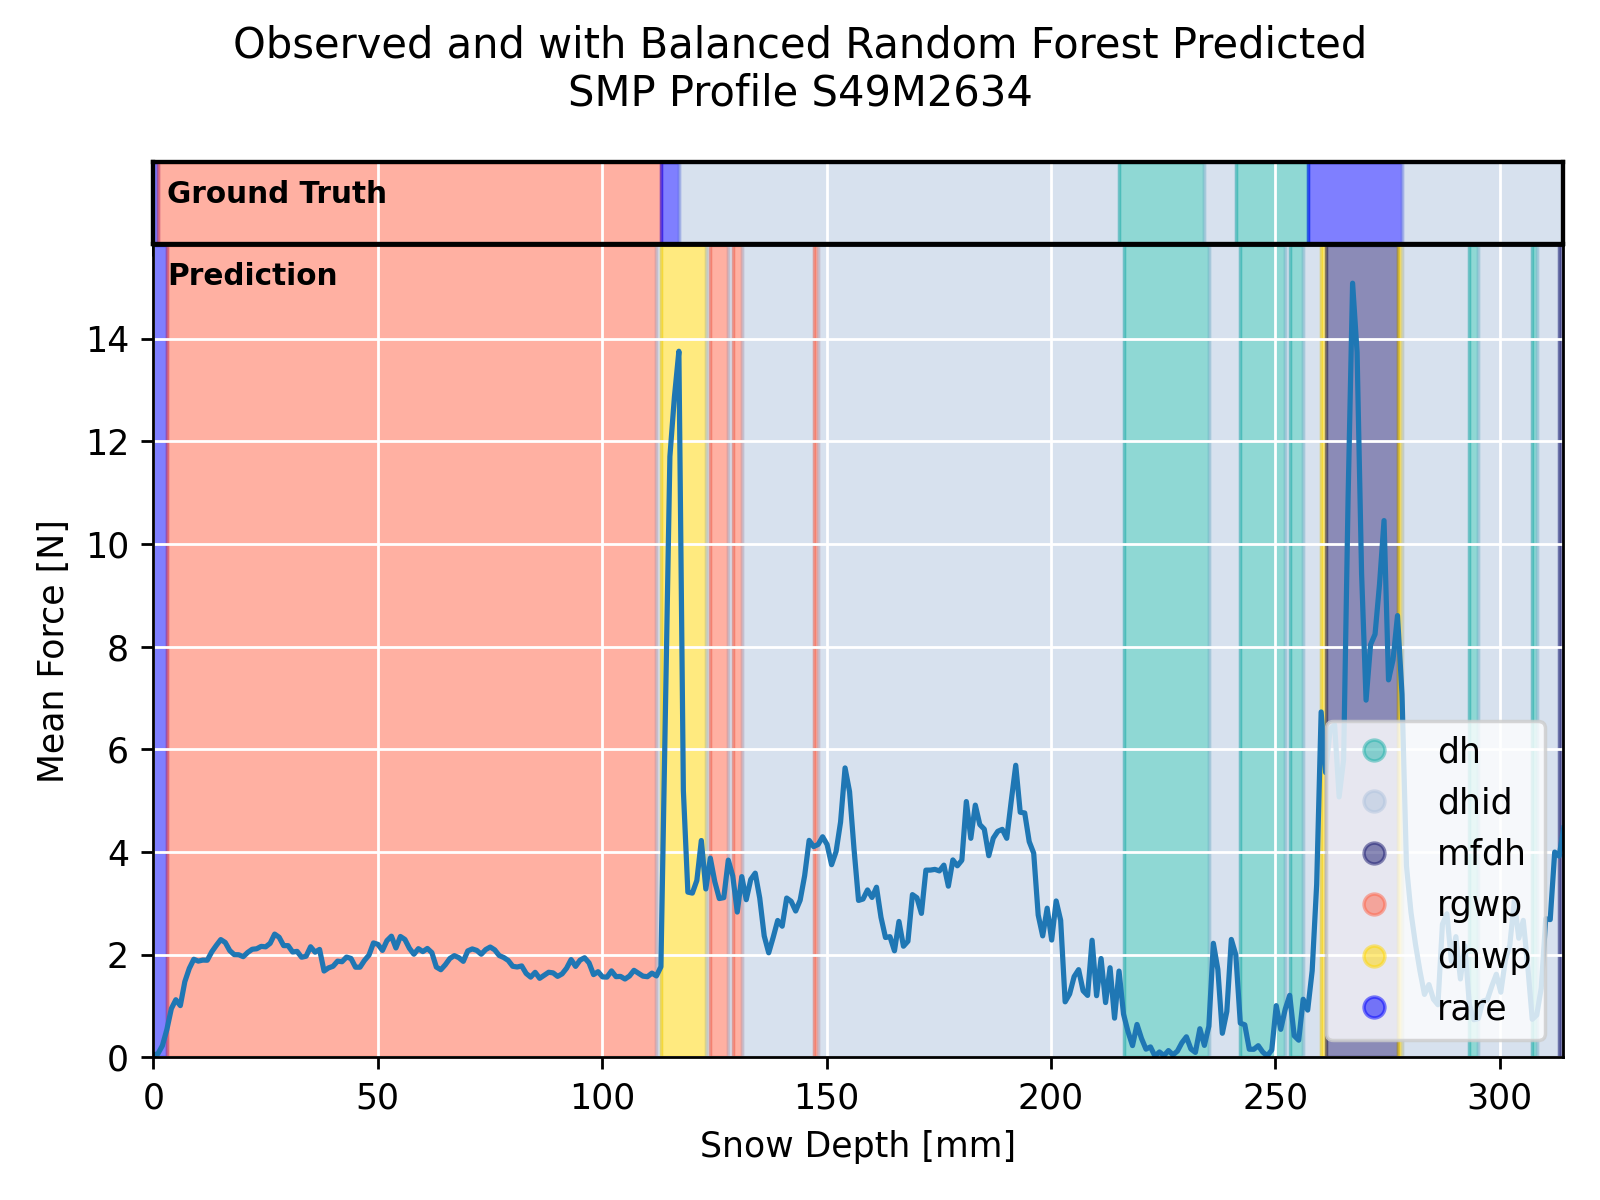 Observed and with Balanced Random Forest Predicted
SMP Profile S49M2634
Ground Truth
Prediction
14
12
10
8
6
4
2
0
Mean Force [N]
dh
dhid
mfdh
rgwp
dhwp
rare
0 50 100 150 200 250 300
Snow Depth [mm]